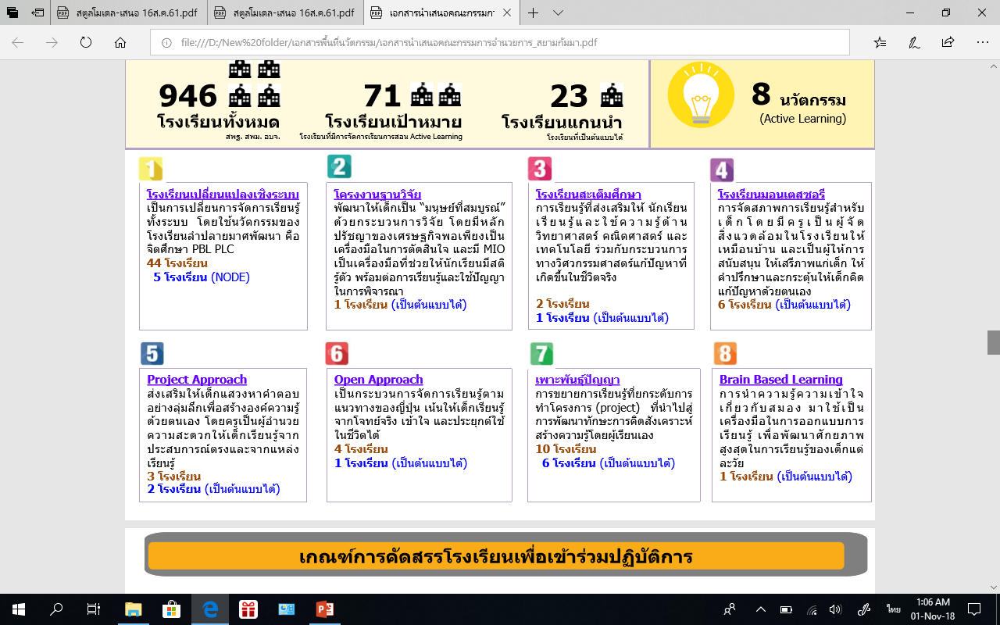 สตูลโมเดล-เสนอ 16ส.ค.61.pdf
สตูลโมเดล-เสนอ 16ส.ค.61.pdf
เอกสารนำเสนอคณะกรรมกา
file:///D:/New%20folder/เอกสารพื้นที่นวัตกรรม/เอกสารนำเสนอคณะกรรมการอำนวยการ_สยามกัมมา.pdf
946
โรงเรียนทั้งหมด
สพฐ. สพม. อบจ.
71
โรงเรียนเป้าหมาย
โรงเรียนที่มีการจัดการเรียนการสอน Active Learning
23
โรงเรียนแกนนำ
โรงเรียนที่เป็นต้นแบบได้
8 นวัตกรรม
(Active Learning)
1
โรงเรียนเปลี่ยนแปลงเชิงระบบ
เป็นการเปลี่ยนการจัดการเรียนรู้
ทั้งระบบ โดยใช้นวัตกรรมของ
โรงเรียนลำปลายมาศพัฒนา คือ
จิตศึกษา PBL PLC
44 โรงเรียน
5 โรงเรียน (NODE)
2
โครงงานฐานวิจัย
พัฒนาให้เด็กเป็น “มนุษย์ที่สมบูรณ์”
ด้วยกระบวนการวิจัย โดยมีหลัก
ปรัชญาของเศรษฐกิจพอเพียงเป็น
เครื่องมือในการตัดสินใจ และมี MIO
เป็นเครื่องมือที่ช่วยให้นักเรียนมีสติ
รู้ตัว พร้อมต่อการเรียนรู้และใช้ปัญญา
ในการพิจารณา
1 โรงเรียน (เป็นต้นแบบได้)
3
โรงเรียนสะเต็มศึกษา
การเรียนรู้ที่ส่งเสริมให้ นักเรียน
เรียนรู้และใช้ความรู้ด้าน
วิทยาศาสตร์ คณิตศาสตร์ และ
เทคโนโลยี ร่วมกับกระบวนการ
ทางวิศวกรรมศาสตร์แก้ปัญหาที่
เกิดขึ้นในชีวิตจริง
2 โรงเรียน
1 โรงเรียน (เป็นต้นแบบได้)
4
โรงเรียนมอนเตสซอรี
การจัดสภาพการเรียนรู้สำหรับ
เด็กโดยมีครูเป็นผู้จัด
สิ่งแวดล้อมในโรงเรียนให้
เหมือนบ้าน และเป็นผู้ให้การ
สนับสนุน ให้เสรีภาพแก่เด็ก ให้
คำปรึกษาและกระตุ้นให้เด็กคิด
แก้ปัญหาด้วยตนเอง
6 โรงเรียน (เป็นต้นแบบได้)
5
Project Approach
ส่งเสริมให้เด็กแสวงหาคำตอบ
อย่างลุ่มลึกเพื่อสร้างองค์ความรู้
ด้วยตนเอง โดยครูเป็นผู้อำนวย
ความสะดวกให้เด็กเรียนรู้จาก
ประสบการณ์ตรงและจากแหล่ง
เรียนรู้
3 โรงเรียน
2 โรงเรียน (เป็นต้นแบบได้)
6
Open Approach
เป็นกระบวนการจัดการเรียนรู้ตาม
แนวทางของญี่ปุ่น เน้นให้เด็กเรียนรู้
จากโจทย์จริง เข้าใจ และประยุกต์ใช้
ในชีวิตได้
4 โรงเรียน
1 โรงเรียน (เป็นต้นแบบได้)
7
เพาะพันธุ์ปัญญา
การขยายการเรียนรู้ที่ยกระดับการ
ทำโครงการ (project) ที่นำไปสู่
การพัฒนาทักษะการคิดสังเคราะห์
สร้างความรู้โดยผู้เรียนเอง
10 โรงเรียน
6 โรงเรียน (เป็นต้นแบบได้)
8
Brain Based Learning
การนำความรู้ความเข้าใจ
เกี่ยวกับสมอง มาใช้เป็น
เครื่องมือในการออกแบบการ
เรียนรู้ เพื่อพัฒนาศักยภาพ
สูงสุดในการเรียนรู้ของเด็กแต่
ละวัย
1 โรงเรียน (เป็นต้นแบบได้)
เกณฑ์การคัดสรรโรงเรียนเพื่อเข้าร่วมปฏิบัติการ
ไทย
1:06 AM
01-Nov-18